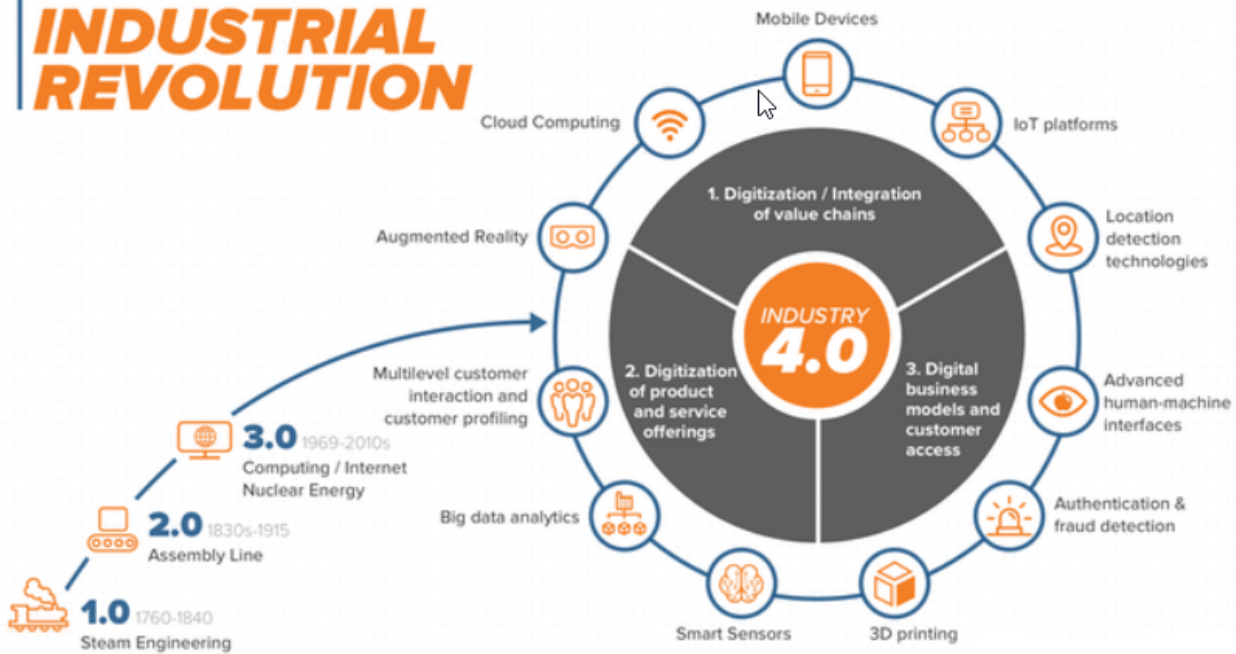 INDUSTRIAL
REVOLUTION
Mobile Devices
Cloud Computing
IoT platforms
Augmented Reality
Location
detection
technologies
Multilevel customer
interaction and
customer profiling
Advanced
human-machine
interfaces
Big data analytics
Authentication &
fraud detection
Smart Sensors
3D printing
1. Digitization / Integration
of value chains
INDUSTRY
4.0
2. Digitization
of product
and service
offerings
3. Digital
business
models and
customer
access
3.0 1969-2010s
Computing / Internet
Nuclear Energy
2.0 1830s-1915
Assembly Line
1.0 1760-1840
Steam Engineering